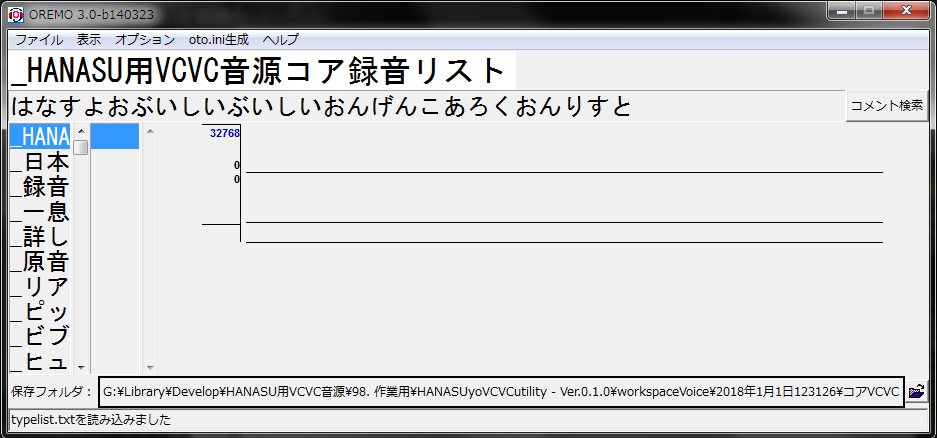 OREMO 3.0-b140323
ファイル 表示 オプション oto.ini生成 ヘルプ
_HANASU用VCVC音源コア録音リスト
はなすよおぶいしいぶいしいおんげんこあろくおんりすと
コメント検索
_HANA
_日本
_録音
_一息
_詳し
_原音
_リア
_ピッ
_ビブ
_ヒュ
32768
0
0
保存フォルダ： G:¥Library¥Develop¥HANASU用VCVC音源¥98. 作業用¥HANASUyoVCVCutility - Ver.0.1.0¥workspaceVoice¥2018年1月1日123126¥コアVCVC
typelist.txtを読み込みました